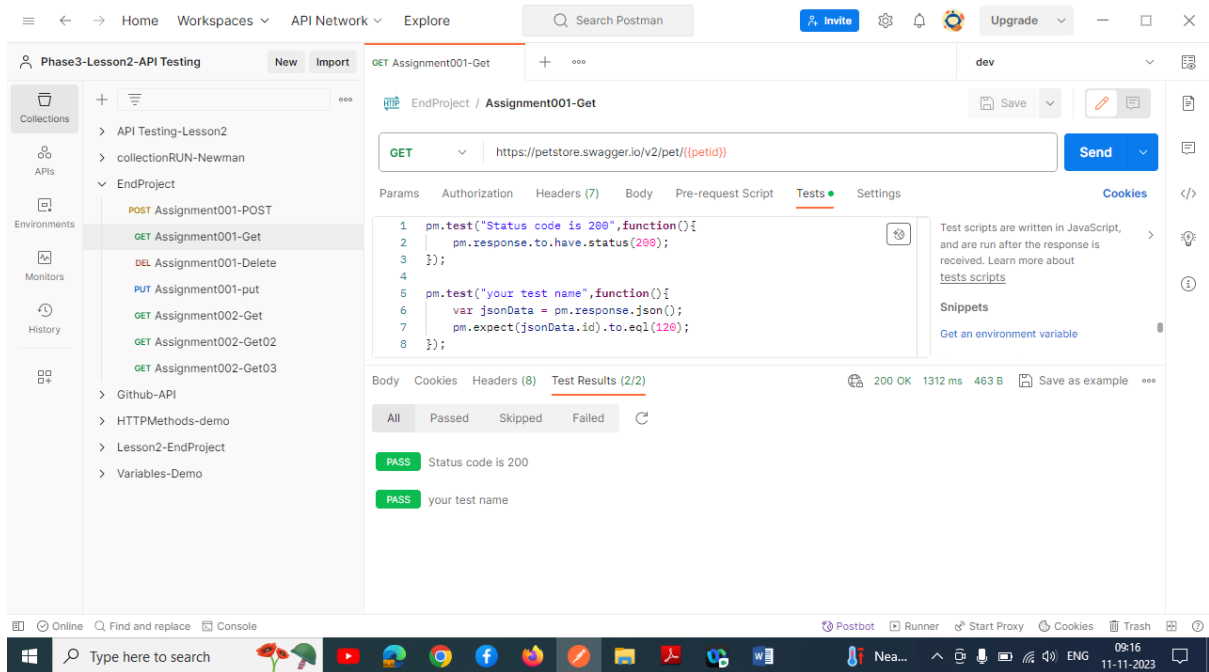 Home Workspaces API Network Explore Search Postman Invite Upgrade
Phase3-Lesson2-API Testing New Import GET Assignment001-Get dev
Collections
APIs
Environments
Monitors
History
API Testing-Lesson2
collectionRUN-Newman
EndProject
POST Assignment001-POST
GET Assignment001-Get
DEL Assignment001-Delete
PUT Assignment001-put
GET Assignment002-Get
GET Assignment002-Get02
GET Assignment002-Get03
Github-API
HTTPMethods-demo
Lesson2-EndProject
Variables-Demo
HTTP EndProject / Assignment001-Get Save
GET https://petstore.swagger.io/v2/pet/{{petid}} Send
Params Authorization Headers (7) Body Pre-request Script Tests Settings Cookies
1 pm.test("Status code is 200",function(){
2 pm.response.to.have.status(200);
3 });
4
5 pm.test("your test name",function(){
6 var jsonData = pm.response.json();
7 pm.expect(jsonData.id).to.eql(120);
8 });
Test scripts are written in JavaScript,
and are run after the response is
received. Learn more about
tests scripts
Snippets
Get an environment variable
Body Cookies Headers (8) Test Results (2/2) 200 OK 1312 ms 463 B Save as example
All Passed Skipped Failed
PASS Status code is 200
PASS your test name
Online Find and replace Console Postbot Runner Start Proxy Cookies Trash
Type here to search Nea... ENG 09:16
11-11-2023